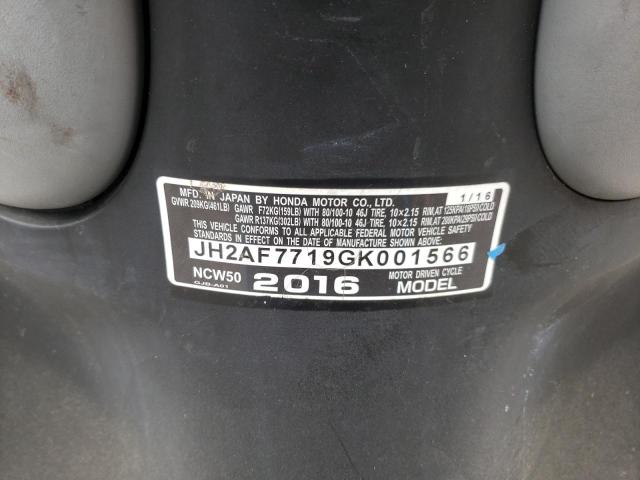 MFD. IN JAPAN BY HONDA MOTOR CO., LTD. 1/16
GVWR 209KG(461LB) GAWR F72KG(159LB) WITH 80/100-10 46J TIRE, 10×2.15 RIM,AT 125KPA(18PSI)COLD
GAWR R137KG(302LB) WITH 80/100-10 46J TIRE, 10×2.15 RIM,AT 200KPA(29PSI)COLD
THIS VEHICLE CONFORMS TO ALL APPLICABLE FEDERAL MOTOR VEHICLE SAFETY
STANDARDS IN EFFECT ON THE DATE OF MANUFACTURE SHOWN ABOVE.
JH2AF7719GK001566
NCW50 2016 MOTOR DRIVEN CYCLE
GJB-A01 MODEL